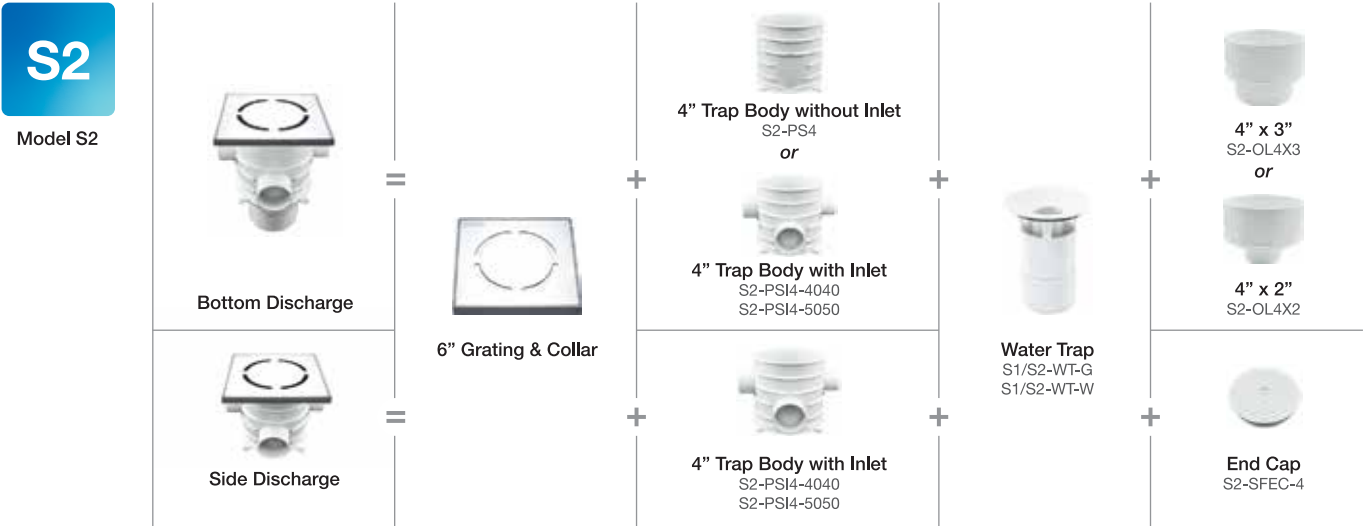 S2
Model S2
Bottom Discharge
=
Side Discharge
=
6” Grating & Collar
+
+
4” Trap Body without Inlet
S2-PS4
or
4” Trap Body with Inlet
S2-PSI4-4040
S2-PSI4-5050
4” Trap Body with Inlet
S2-PSI4-4040
S2-PSI4-5050
+
+
Water Trap
S1/S2-WT-G
S1/S2-WT-W
+
+
4” x 3”
S2-OL4X3
or
4” x 2”
S2-OL4X2
End Cap
S2-SFEC-4